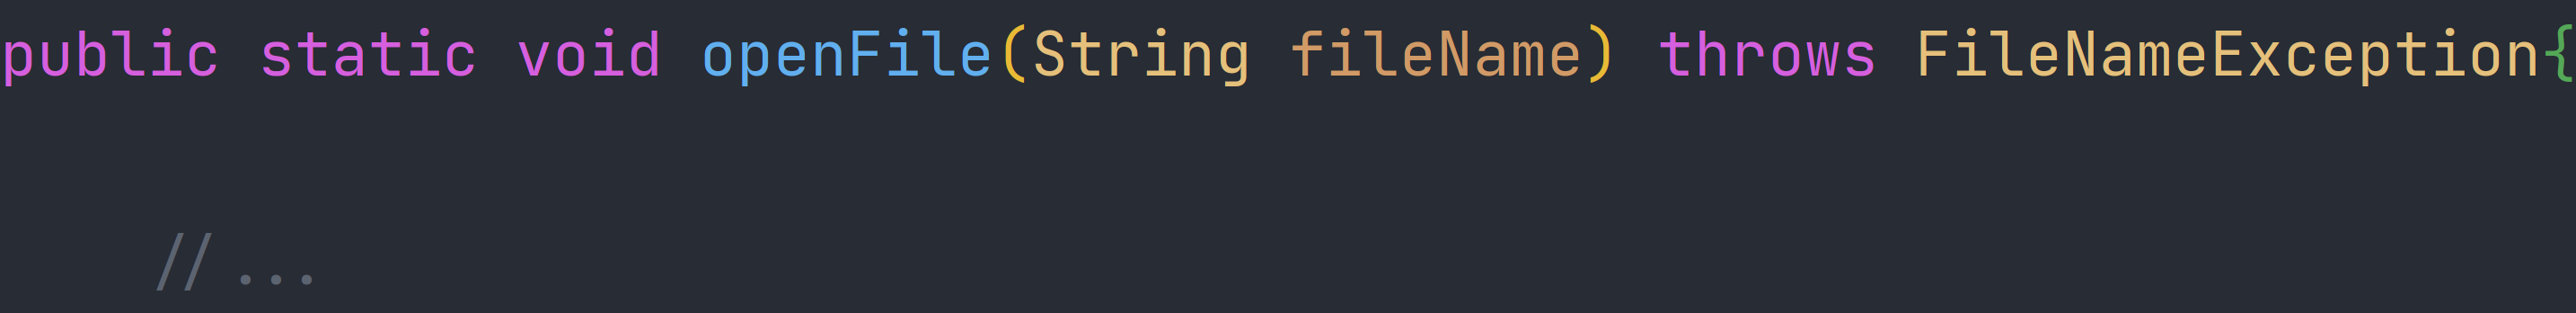 public static void openFile(String fileName) throws FileNameException{
//...